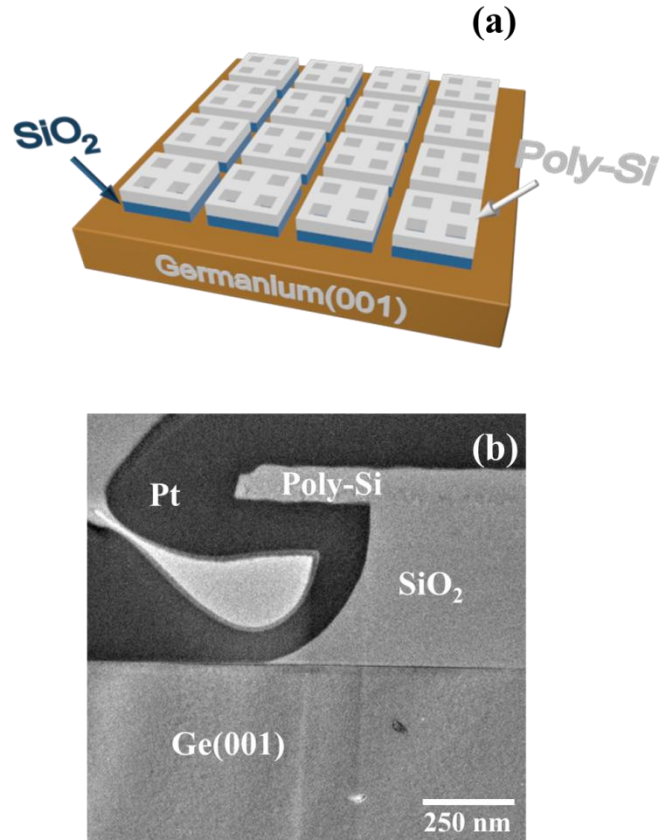 (a)
SiO₂
Poly-Si
Germanium(001)
(b)
Poly-Si
Pt
SiO₂
Ge(001)
250 nm